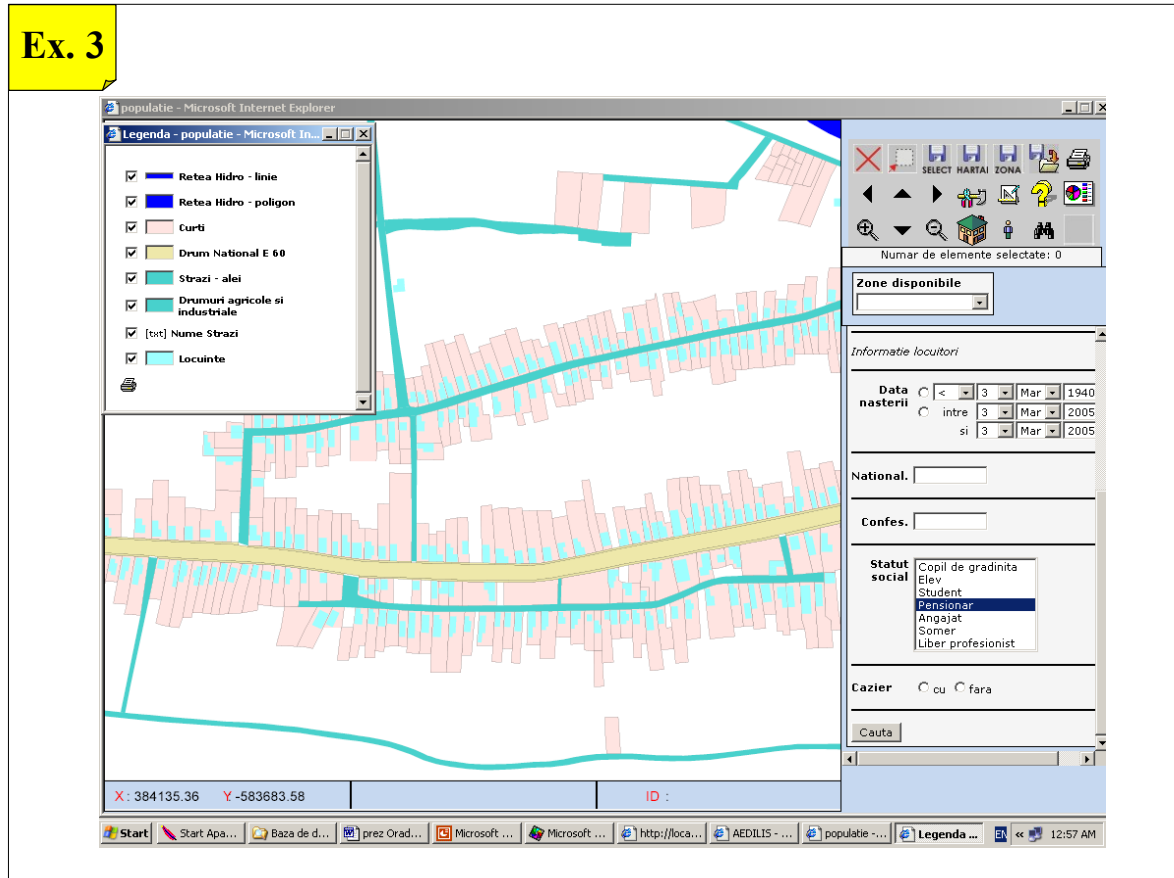 Ex. 3
populatie - Microsoft Internet Explorer
Legenda - populatie - Microsoft In...
Retea Hidro - linie
Retea Hidro - poligon
Curti
Drum National E 60
Strazi - alei
Drumuri agricole si
industriale
[txt] Nume Strazi
Locuinte
SELECT HARTAI ZONA
Numar de elemente selectate: 0
Zone disponibile
Informatie locuitori
Data nasterii < 3 Mar 1940
intre 3 Mar 2005
si 3 Mar 2005
National.
Confes.
Statut social
Copil de gradinita
Elev
Student
Pensionar
Angajat
Somer
Liber profesionist
Cazier cu fara
Cauta
X : 384135.36 Y: -583683.58 ID :
Start Start Apa... Baza de d... prez Orad... Microsoft ... Microsoft ... http://loca... AEDILIS - ... populatie -... Legenda ... EN « 12:57 AM